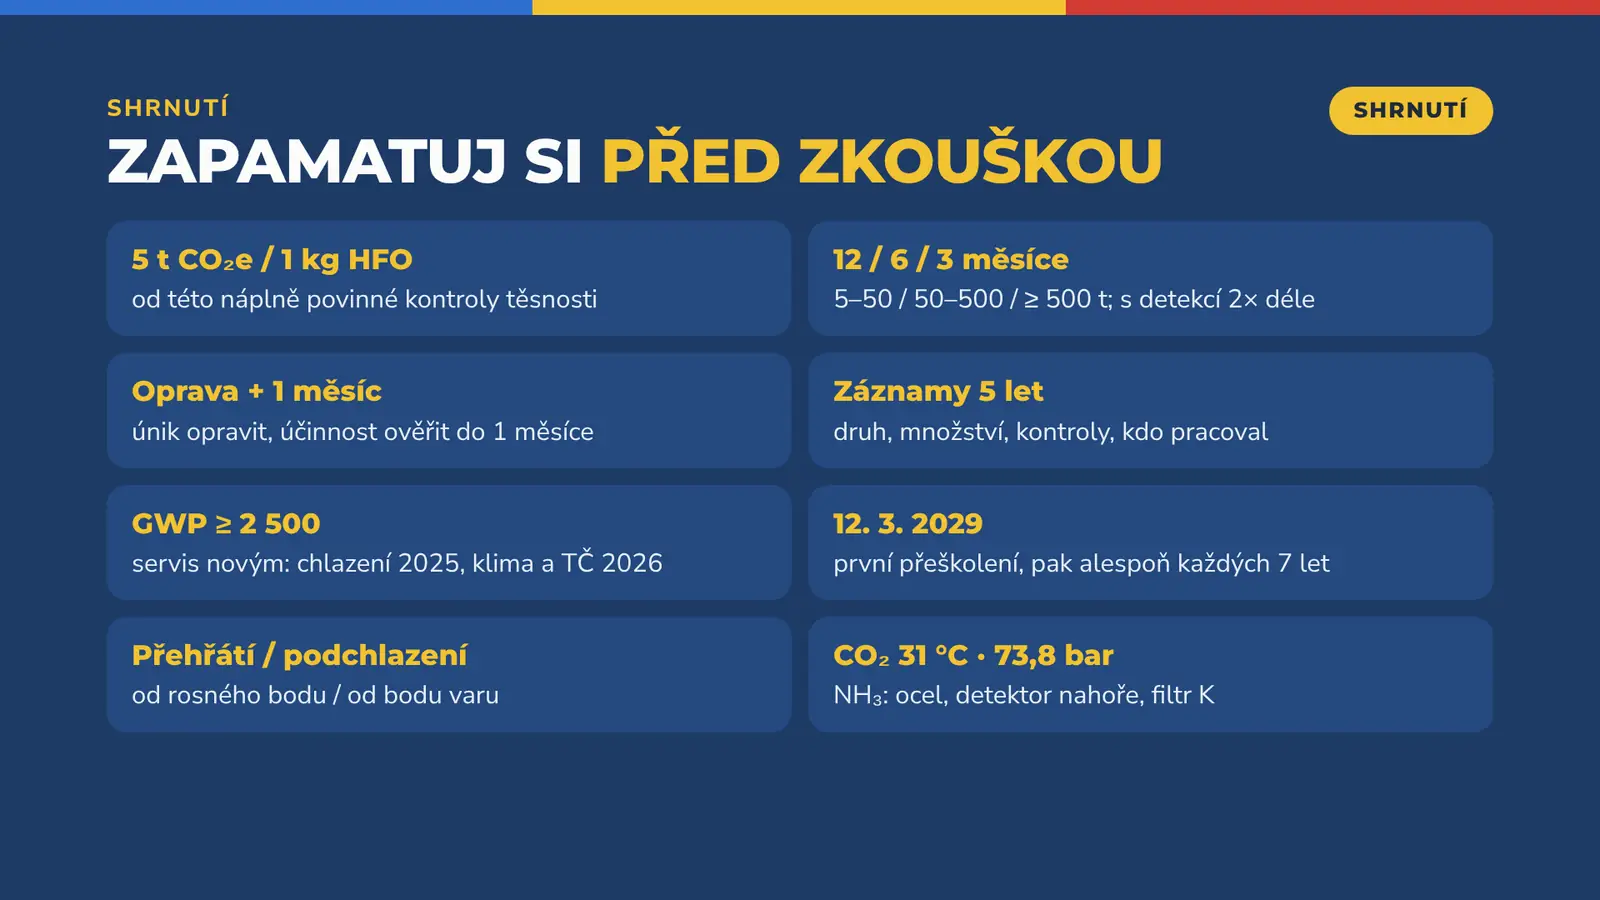 SHRNUTÍ
SHRNUTÍ
ZAPAMATUJ SI PŘED ZKOUŠKOU
5 t CO₂e / 1 kg HFO
od této náplně povinné kontroly těsnosti
12 / 6 / 3 měsíce
5–50 / 50–500 / ≥ 500 t; s detekcí 2× déle
Oprava + 1 měsíc
únik opravit, účinnost ověřit do 1 měsíce
Záznamy 5 let
druh, množství, kontroly, kdo pracoval
GWP ≥ 2 500
servis novým: chlazení 2025, klima a TČ 2026
12. 3. 2029
první přeškolení, pak alespoň každých 7 let
Přehřátí / podchlazení
od rosného bodu / od bodu varu
CO₂ 31 °C · 73,8 bar
NH₃: ocel, detektor nahoře, filtr K